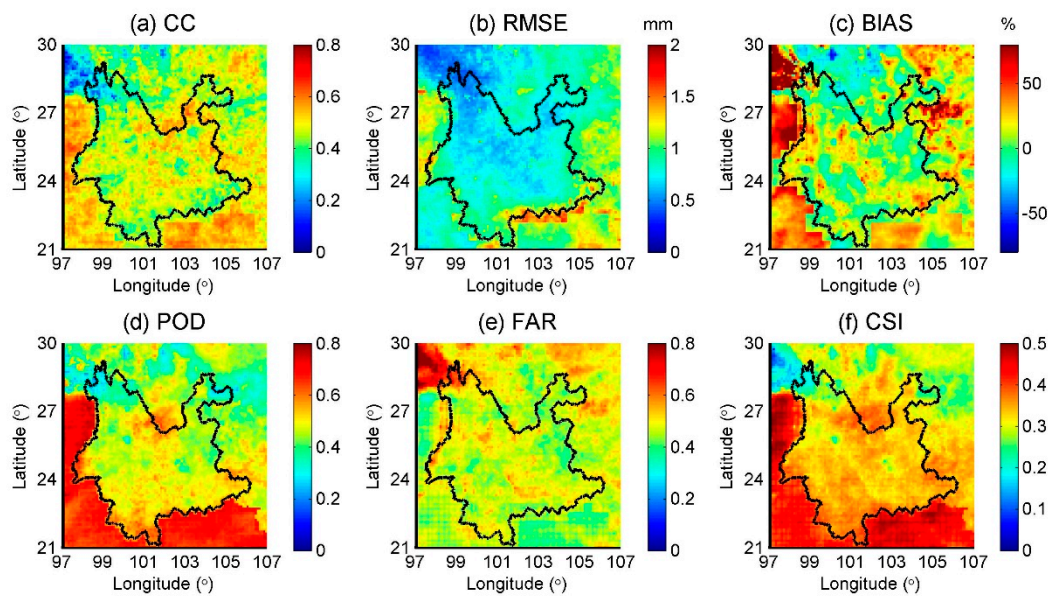 (a) CC
(b) RMSE
mm
(c) BIAS
%
30
27
24
21
97 99 101 103 105 107
Latitude (o)
Longitude (o)
0.8
0.6
0.4
0.2
0
30
27
24
21
97 99 101 103 105 107
Latitude (o)
Longitude (o)
2
1.5
1
0.5
0
30
27
24
21
97 99 101 103 105 107
Latitude (o)
Longitude (o)
50
0
-50
(d) POD
(e) FAR
(f) CSI
30
27
24
21
97 99 101 103 105 107
Latitude (o)
Longitude (o)
0.8
0.6
0.4
0.2
0
30
27
24
21
97 99 101 103 105 107
Latitude (o)
Longitude (o)
0.8
0.6
0.4
0.2
0
30
27
24
21
97 99 101 103 105 107
Latitude (o)
Longitude (o)
0.5
0.4
0.3
0.2
0.1
0